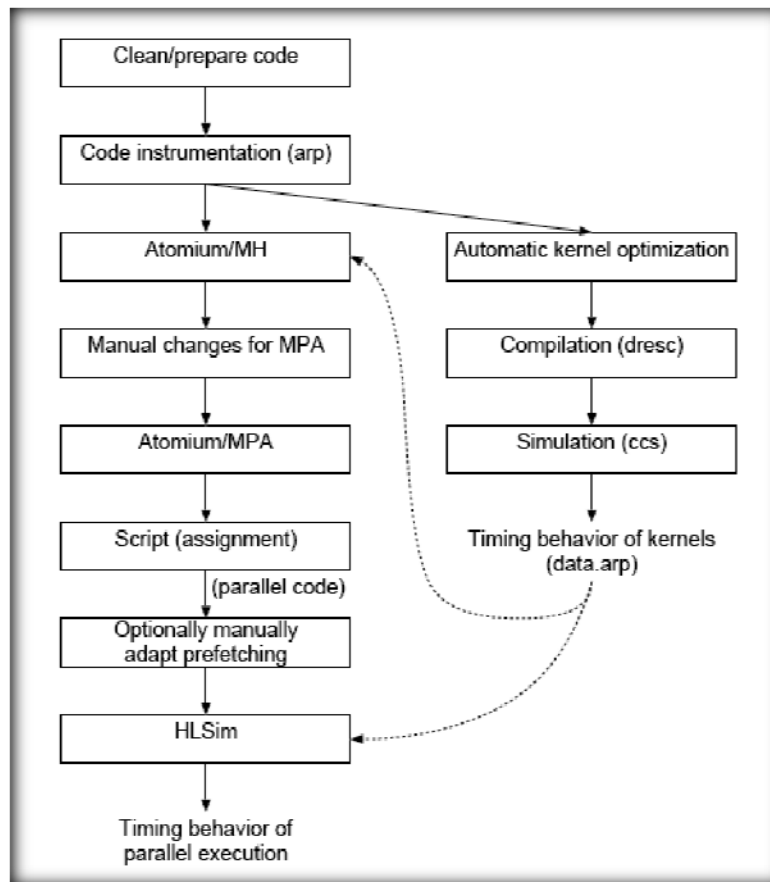 Clean/prepare code
Code instrumentation (arp)
Atomium/MH
Automatic kernel optimization
Manual changes for MPA
Compilation (dresc)
Atomium/MPA
Simulation (ccs)
Script (assignment)
Timing behavior of kernels
(data.arp)
(parallel code)
Optionally manually
adapt prefetching
HLSim
Timing behavior of
parallel execution